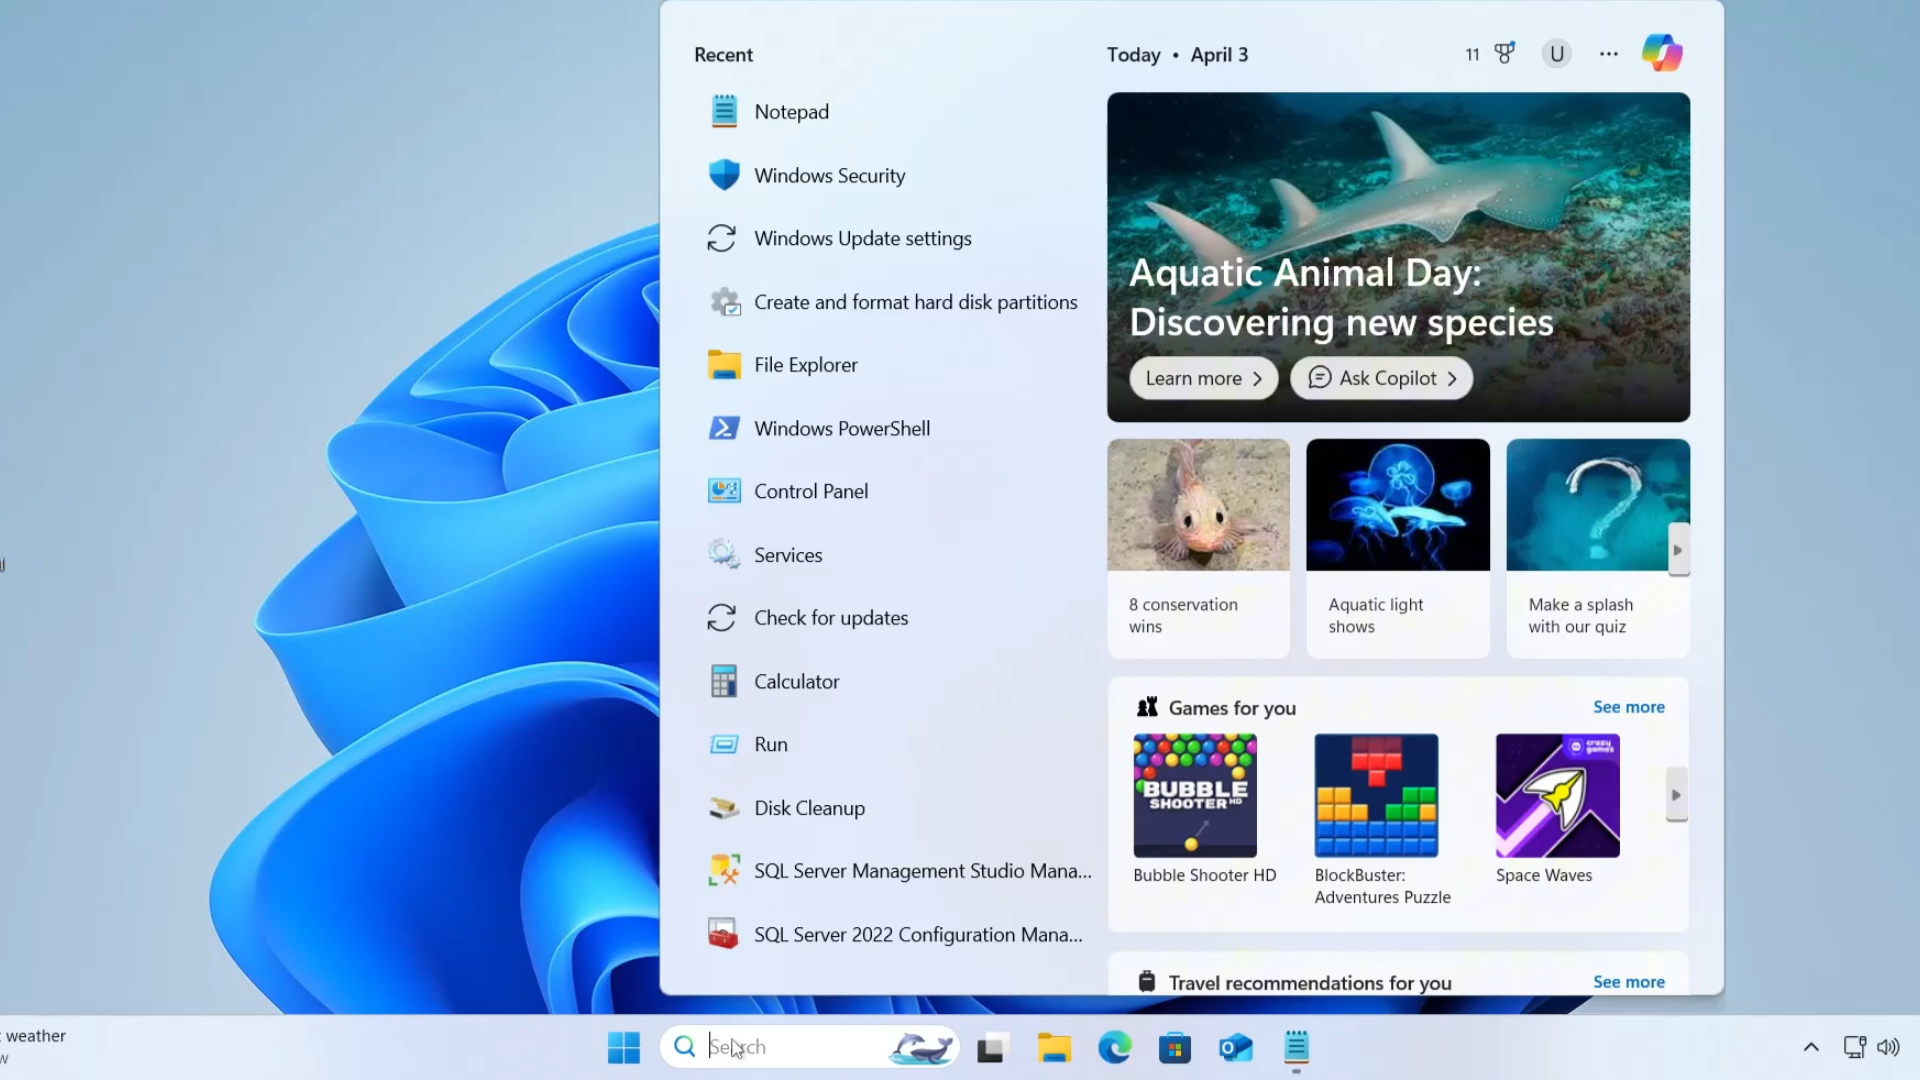 Recent
Notepad
Windows Security
Windows Update settings
Create and format hard disk partitions
File Explorer
Windows PowerShell
Control Panel
Services
Check for updates
Calculator
Run
Disk Cleanup
SQL Server Management Studio Mana...
SQL Server 2022 Configuration Mana...
Today • April 3
11
U
Aquatic Animal Day:
Discovering new species
Learn more
Ask Copilot
8 conservation
wins
Aquatic light
shows
Make a splash
with our quiz
Games for you
See more
BUBBLE
SHOOTER HD
crazy
games
Bubble Shooter HD
BlockBuster:
Adventures Puzzle
Space Waves
Travel recommendations for you
See more
weather
Search